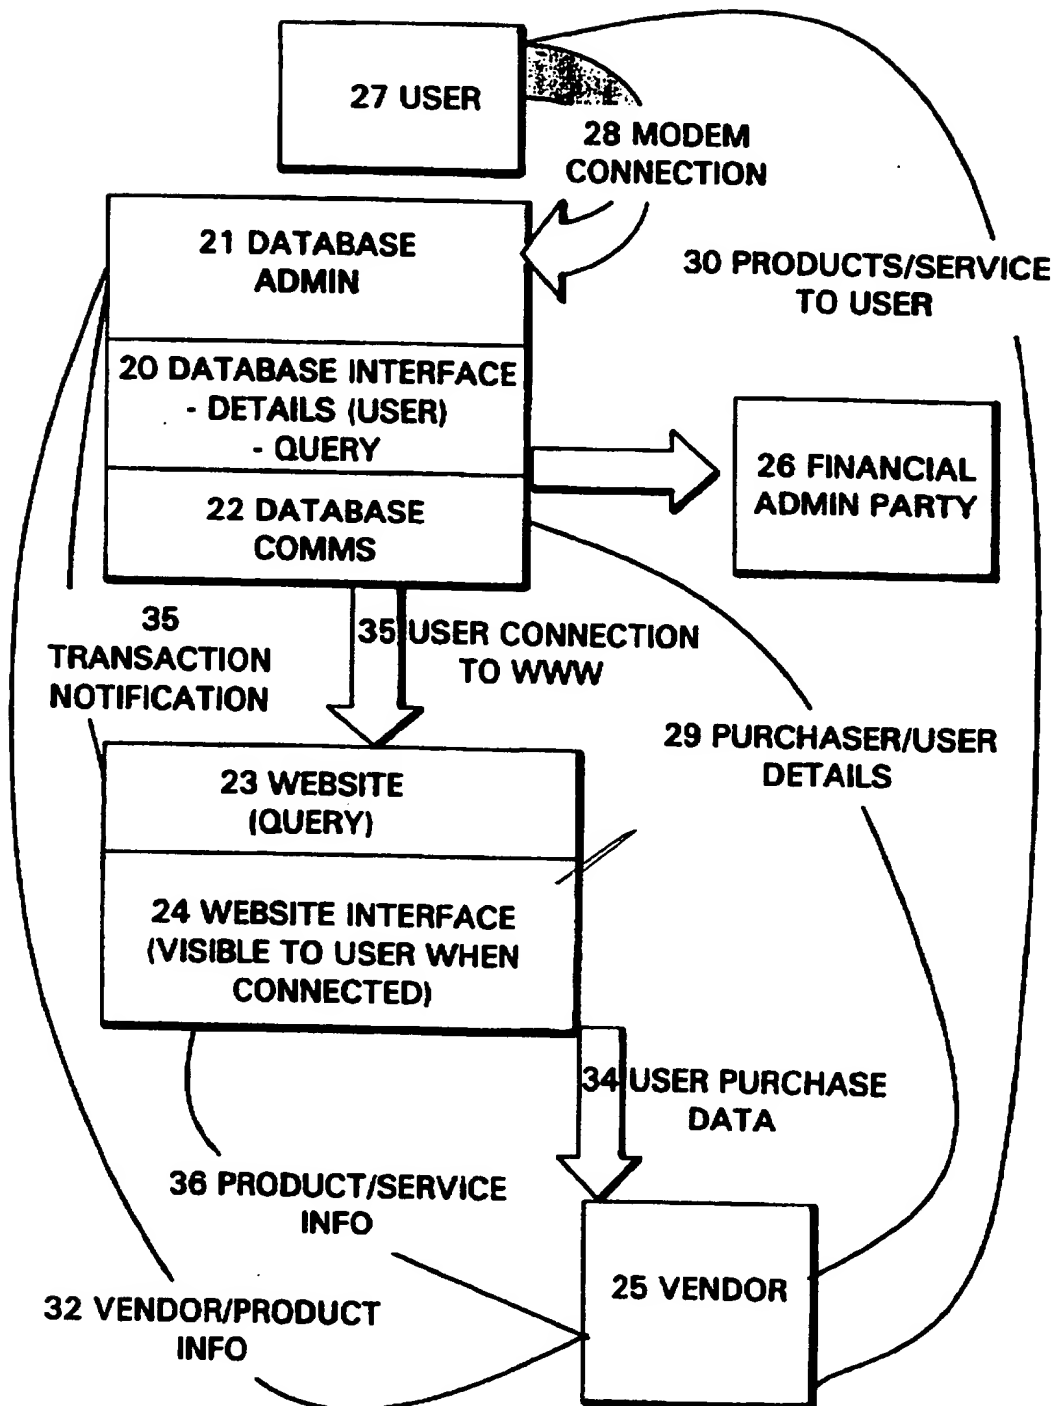 27 USER
28 MODEM
CONNECTION
21 DATABASE
ADMIN
30 PRODUCTS/SERVICE
TO USER
20 DATABASE INTERFACE
- DETAILS (USER)
- QUERY
26 FINANCIAL
ADMIN PARTY
22 DATABASE
COMMS
35
TRANSACTION
NOTIFICATION
35 USER CONNECTION
TO WWW
29 PURCHASER/USER
DETAILS
23 WEBSITE
(QUERY)
24 WEBSITE INTERFACE
(VISIBLE TO USER WHEN
CONNECTED)
34 USER PURCHASE
DATA
36 PRODUCT/SERVICE
INFO
25 VENDOR
32 VENDOR/PRODUCT
INFO